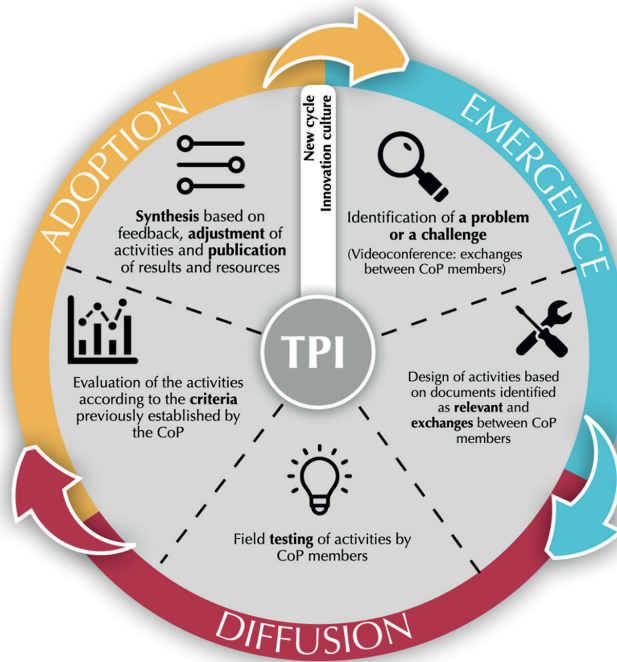 ADOPTION
EMERGENCE
DIFFUSION
New cycle
Innovation culture
TPI
Identification of a problem
or a challenge
(Videoconference: exchanges
between CoP members)
Design of activities based
on documents identified
as relevant and
exchanges between CoP
members
Field testing of activities by
CoP members
Evaluation of the activities
according to the criteria
previously established by
the CoP
Synthesis based on
feedback, adjustment of
activities and publication
of results and resources